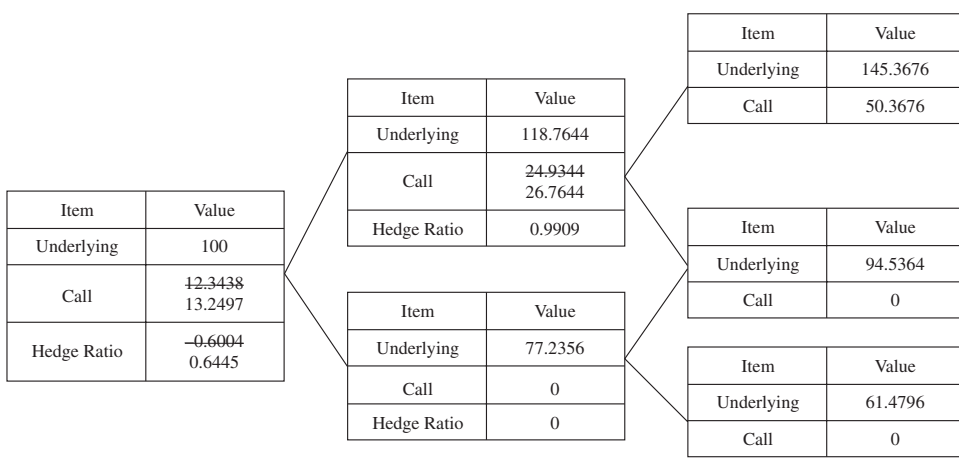 Item Value
Underlying 100
Call 12.3438
13.2497
Hedge Ratio –0.6004
0.6445
Item Value
Underlying 118.7644
Call 24.9344
26.7644
Hedge Ratio 0.9909
Item Value
Underlying 77.2356
Call 0
Hedge Ratio 0
Item Value
Underlying 145.3676
Call 50.3676
Item Value
Underlying 94.5364
Call 0
Item Value
Underlying 61.4796
Call 0